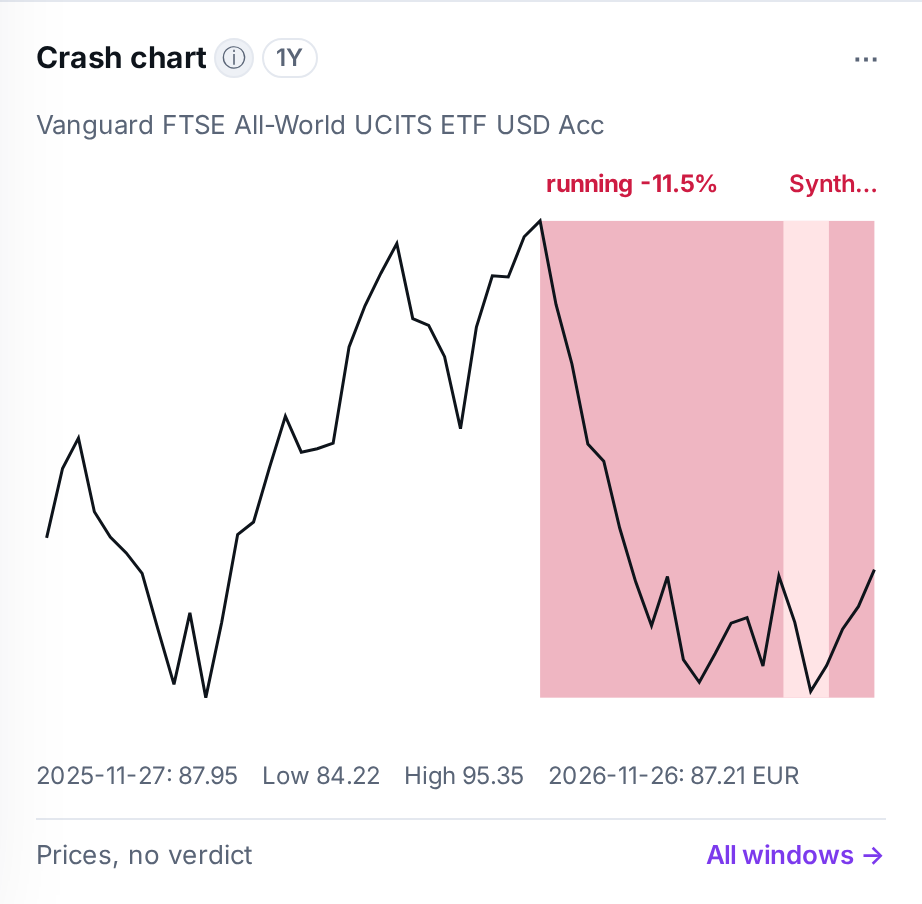 Crash chart ⓘ 1Y ...
Vanguard FTSE All-World UCITS ETF USD Acc
running -11.5% Synth...
2025-11-27: 87.95 Low 84.22 High 95.35 2026-11-26: 87.21 EUR
Prices, no verdict All windows →